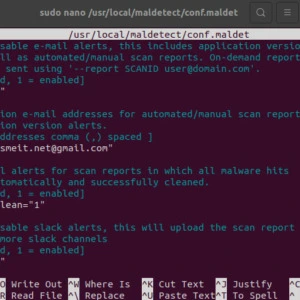 sudo nano /usr/local/maldetect/conf.maldet
/usr/local/maldetect/conf.maldet
sable e-mail alerts, this includes application versio
ll as automated/manual scan reports. On-demand report
sent using '--report SCANID user@domain.com'.
d, 1 = enabled]
"
ion e-mail addresses for automated/manual scan report
ion version alerts.
ddresses comma (,) spaced ]
smeit.net@gmail.com"
l alerts for scan reports in which all malware hits
tomatically and successfully cleaned.
d, 1 = enabled]
lean="1"
sable slack alerts, this will upload the scan report
more slack channels
d, 1 = enabled]
"
O Write Out ^W Where Is ^K Cut Text ^J Justify ^C
R Read File ^\ Replace ^U Paste Text ^T To Spell ^